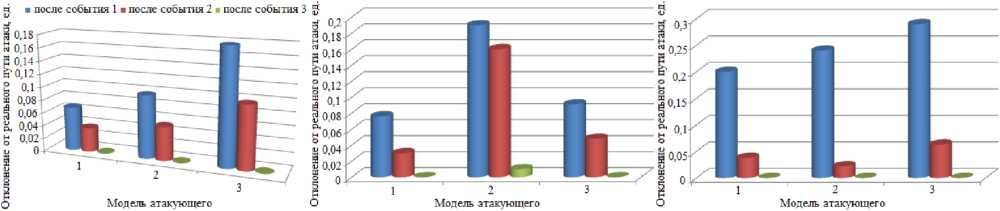 Отклонение от реального пути атаки, ед.
после события 1 после события 2 после события 3
0,18
0,16
0,14
0,12
0,1
0,08
0,06
0,04
0,02
0
1 2 3
Модель атакующего
Отклонение от реального пути атаки, ед.
0,2
0,18
0,16
0,14
0,12
0,1
0,08
0,06
0,04
0,02
0
1 2 3
Модель атакующего
Отклонение от реального пути атаки, ед.
0,3
0,25
0,2
0,15
0,1
0,05
0
1 2 3
Модель атакующего